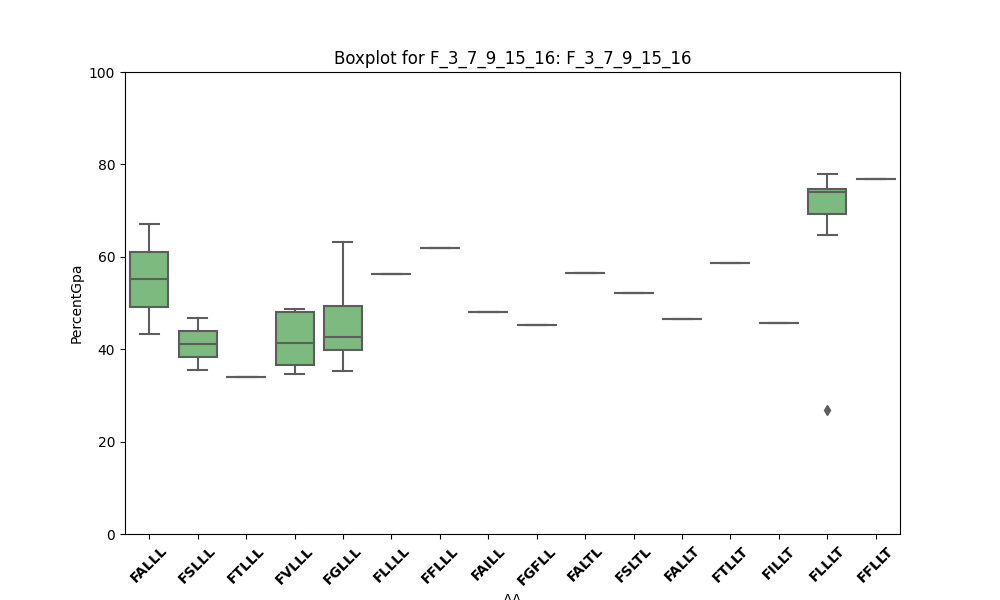 Boxplot for F_3_7_9_15_16: F_3_7_9_15_16
100
80
60
40
20
0
PercentGpa
FALLL
FSLLL
FTLLL
FVLLL
FGLLL
FLLLL
FFLLL
FAILL
FGFLL
FALTL
FSLTL
FALLT
FTLLT
FILLT
FLLLT
FFLLT
AA